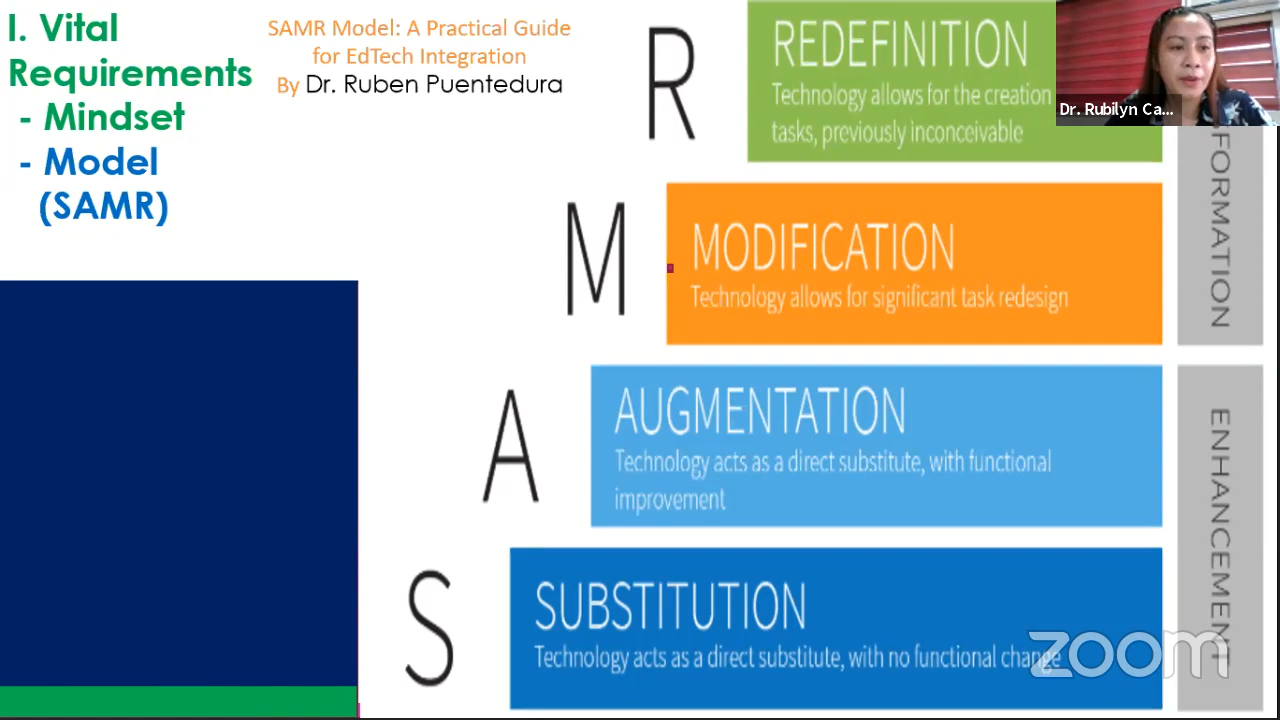 I. Vital
Requirements
- Mindset
- Model
(SAMR)
SAMR Model: A Practical Guide
for EdTech Integration
By Dr. Ruben Puentedura
R
REDEFINITION
Technology allows for the creation
tasks, previously inconceivable
Dr. Rubilyn Ca...
M
MODIFICATION
Technology allows for significant task redesign
FORMATION
A
AUGMENTATION
Technology acts as a direct substitute, with functional
improvement
S
SUBSTITUTION
Technology acts as a direct substitute, with no functional change
ENHANCEMENT
zoom